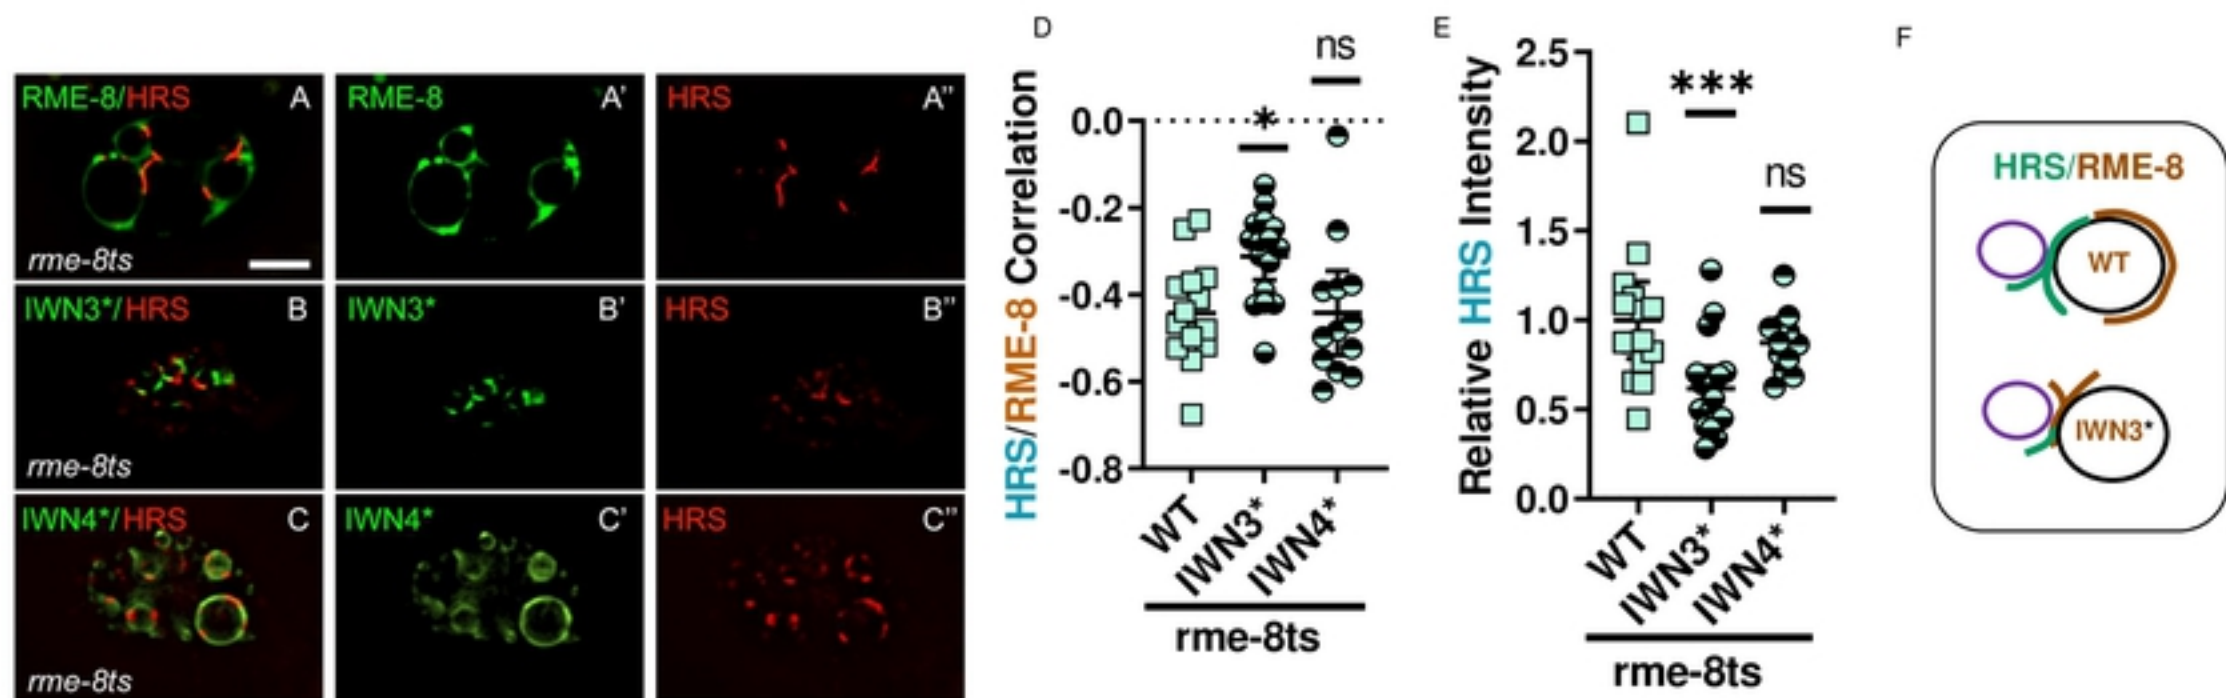 RME-8/HRS A
rme-8ts
RME-8 A'
HRS A"
IWN3*/HRS B
rme-8ts
IWN3* B'
HRS B"
IWN4*/HRS C
rme-8ts
IWN4* C'
HRS C"
D
HRS/RME-8 Correlation
0.0
-0.2
-0.4
-0.6
-0.8
*
ns
WT
IWN3*
IWN4*
rme-8ts
E
Relative HRS Intensity
2.5
2.0
1.5
1.0
0.5
0.0
***
ns
WT
IWN3*
IWN4*
rme-8ts
F
HRS/RME-8
WT
IWN3*